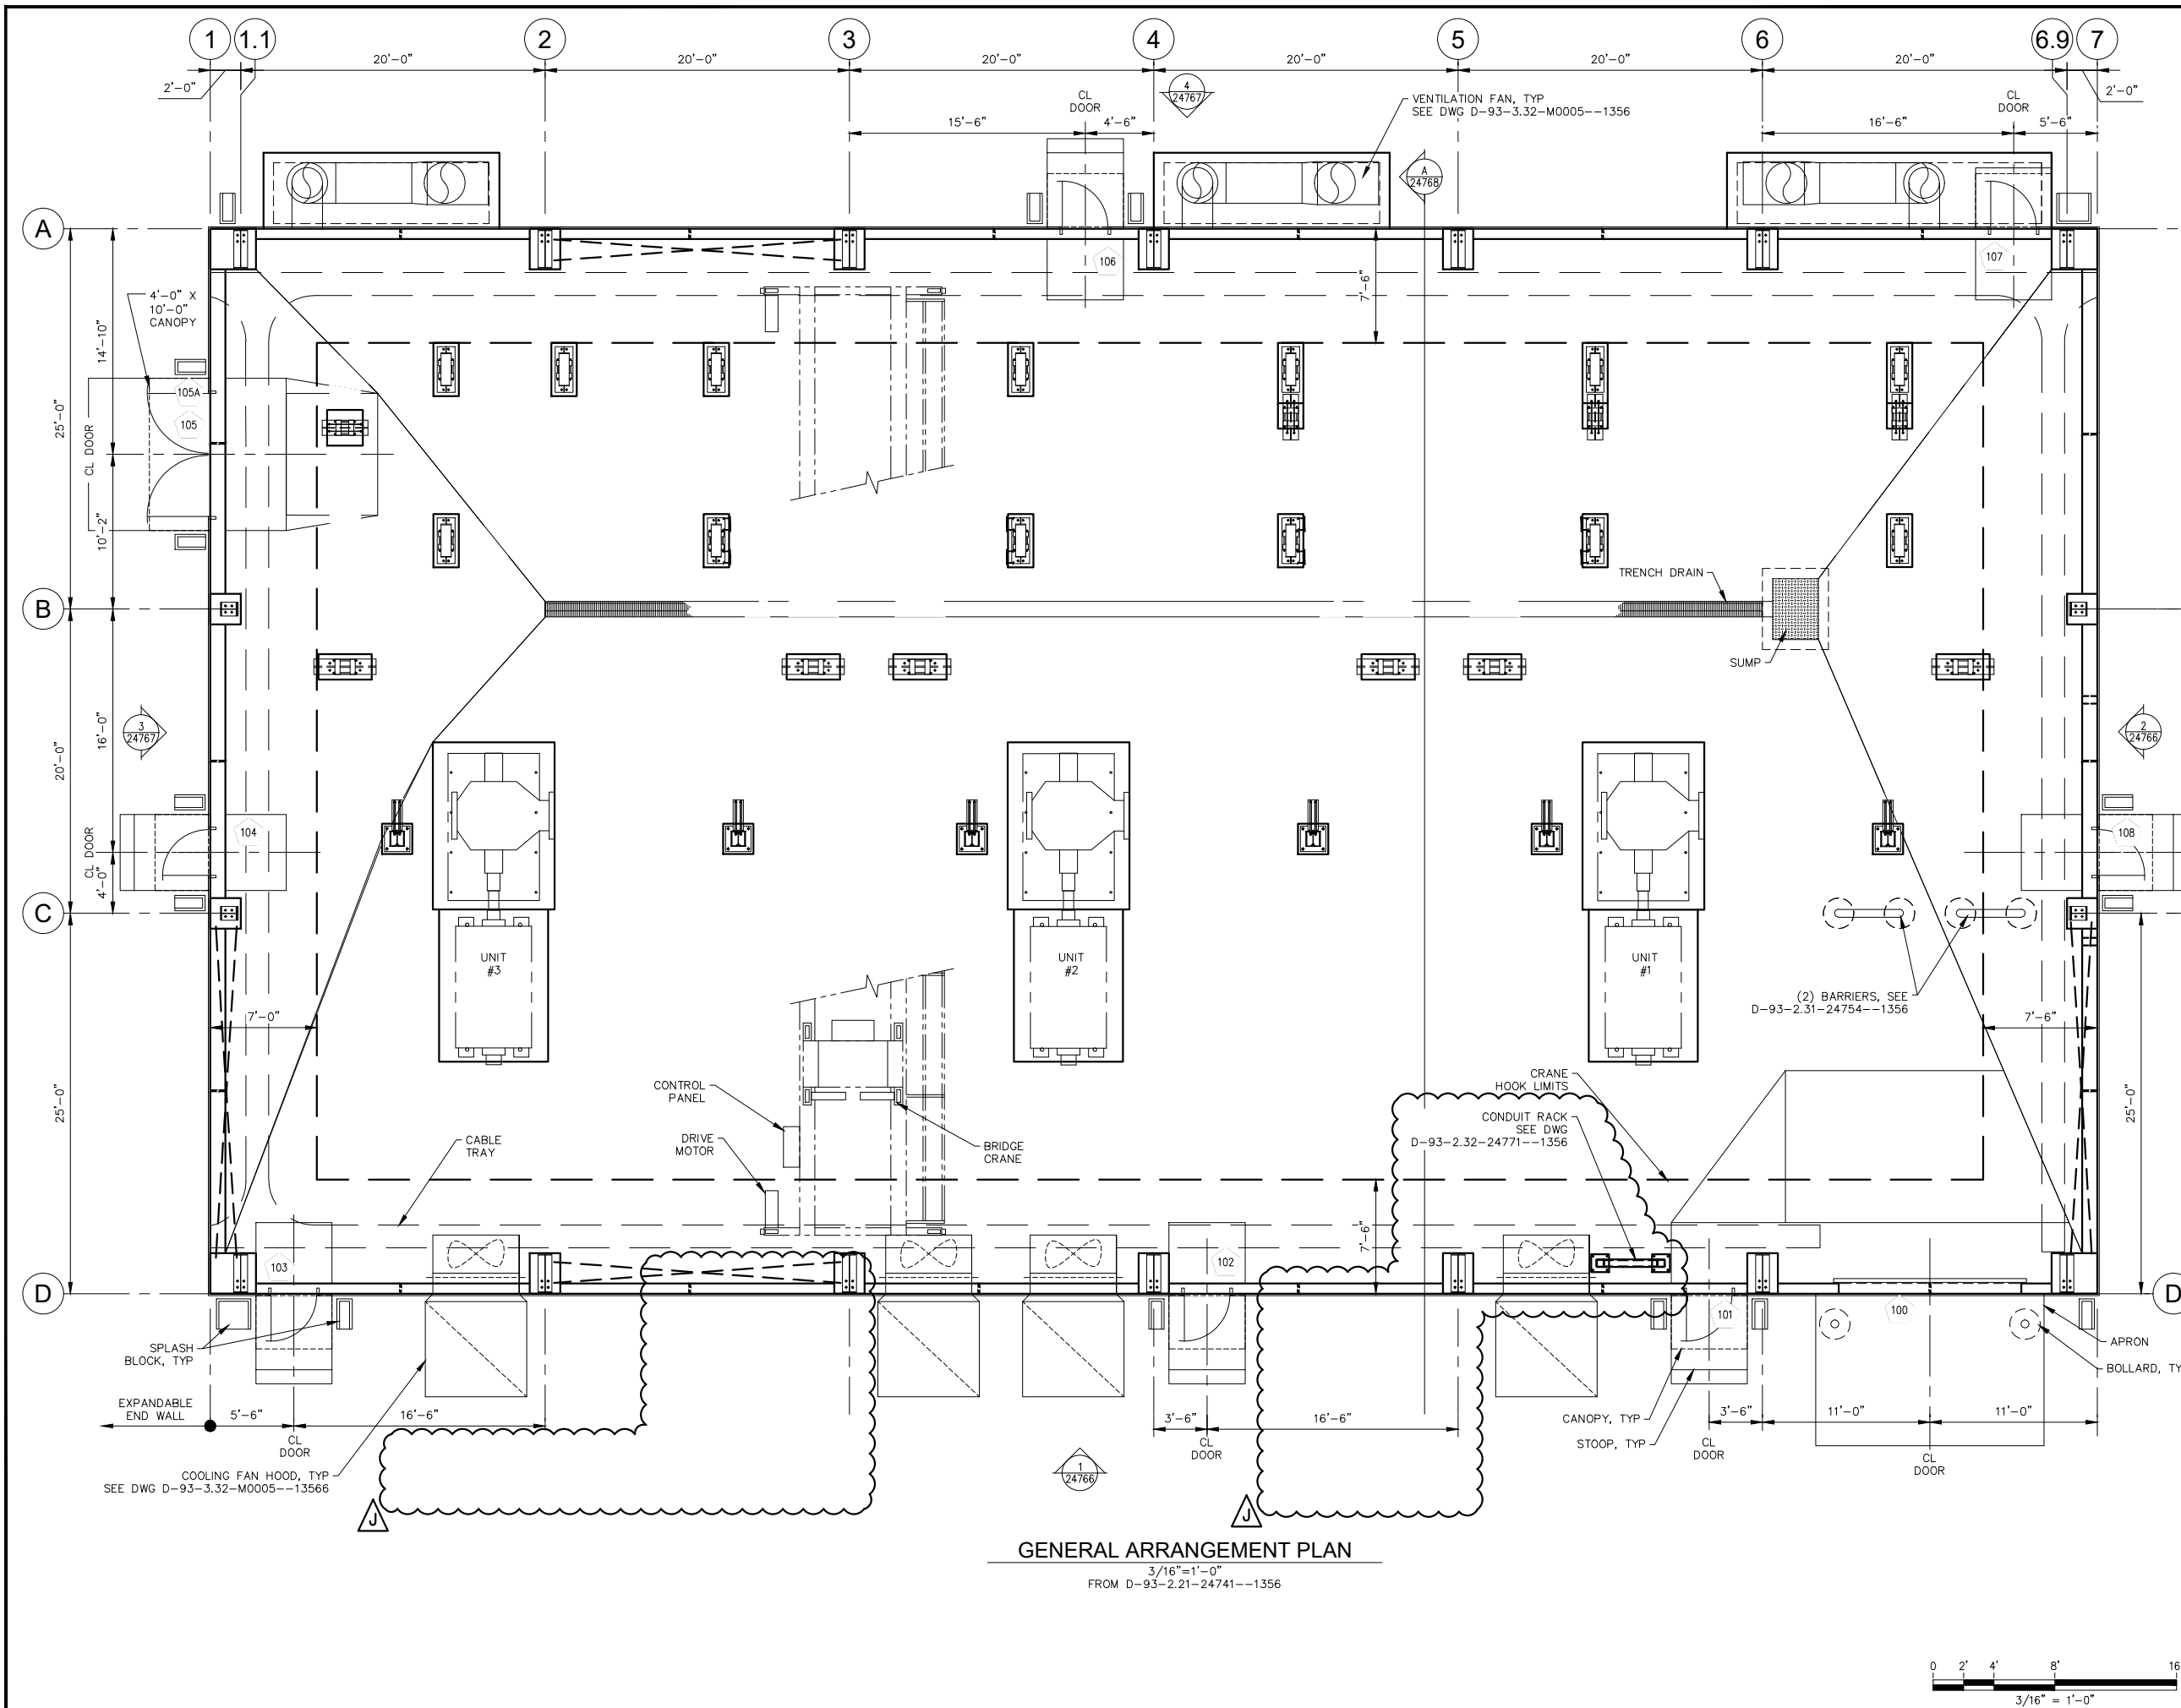 1
1.1
2
3
4
5
6
6.9
7
20'-0"
20'-0"
20'-0"
20'-0"
20'-0"
20'-0"
2'-0"
2'-0"
CL
DOOR
4
24767
VENTILATION FAN, TYP
SEE DWG D-93-3.32-M0005--1356
CL
DOOR
15'-6"
4'-6"
16'-6"
5'-6"
A
24768
A
106
107
4'-0" X
10'-0"
CANOPY
14'-10"
7'-6"
105A
105
25'-0"
CL DOOR
10'-2"
TRENCH DRAIN
B
SUMP
3
24767
16'-0"
20'-0"
2
24766
104
108
CL
DOOR
4'-0"
C
UNIT
#3
UNIT
#2
UNIT
#1
(2) BARRIERS, SEE
D-93-2.31-24754--1356
7'-0"
7'-6"
CONTROL
PANEL
CRANE
HOOK LIMITS
25'-0"
25'-0"
CONDUIT RACK
SEE DWG
D-93-2.32-24771--1356
CABLE
TRAY
DRIVE
MOTOR
BRIDGE
CRANE
7'-6"
103
102
D
D
101
100
SPLASH
BLOCK, TYP
APRON
BOLLARD, TY
EXPANDABLE
END WALL
5'-6"
16'-6"
3'-6"
16'-6"
CANOPY, TYP
3'-6"
11'-0"
11'-0"
CL
DOOR
CL
DOOR
STOOP, TYP
CL
DOOR
CL
DOOR
COOLING FAN HOOD, TYP
SEE DWG D-93-3.32-M0005--13566
1
24766
J
J
GENERAL ARRANGEMENT PLAN
3/16"=1'-0"
FROM D-93-2.21-24741--1356
0 2' 4' 8' 16
3/16" = 1'-0"